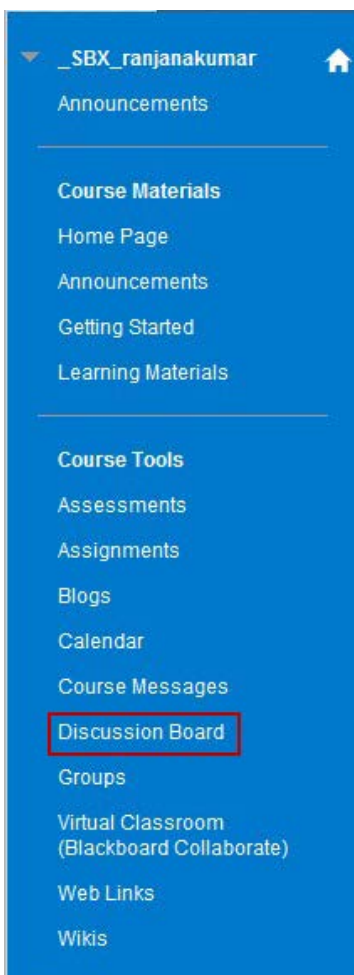 _SBX_ranjanakumar
Announcements
Course Materials
Home Page
Announcements
Getting Started
Learning Materials
Course Tools
Assessments
Assignments
Blogs
Calendar
Course Messages
Discussion Board
Groups
Virtual Classroom
(Blackboard Collaborate)
Web Links
Wikis